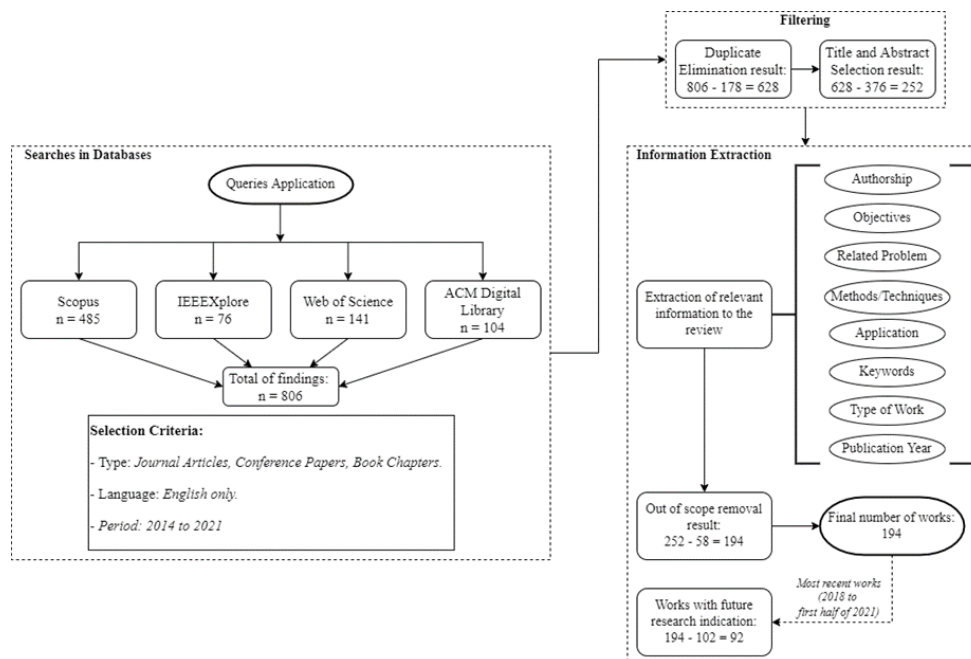 Searches in Databases
Queries Application
Scopus
n = 485
IEEEXplore
n = 76
Web of Science
n = 141
ACM Digital
Library
n = 104
Total of findings:
n = 806
Selection Criteria:
- Type: Journal Articles, Conference Papers, Book Chapters.
- Language: English only.
- Period: 2014 to 2021
Filtering
Duplicate
Elimination result:
806 - 178 = 628
Title and Abstract
Selection result:
628 - 376 = 252
Information Extraction
Extraction of relevant
information to the
review
Authorship
Objectives
Related Problem
Methods/Techniques
Application
Keywords
Type of Work
Publication Year
Out of scope removal
result:
252 - 58 = 194
Final number of works:
194
Most recent works
(2018 to
first half of 2021)
Works with future
research indication:
194 - 102 = 92